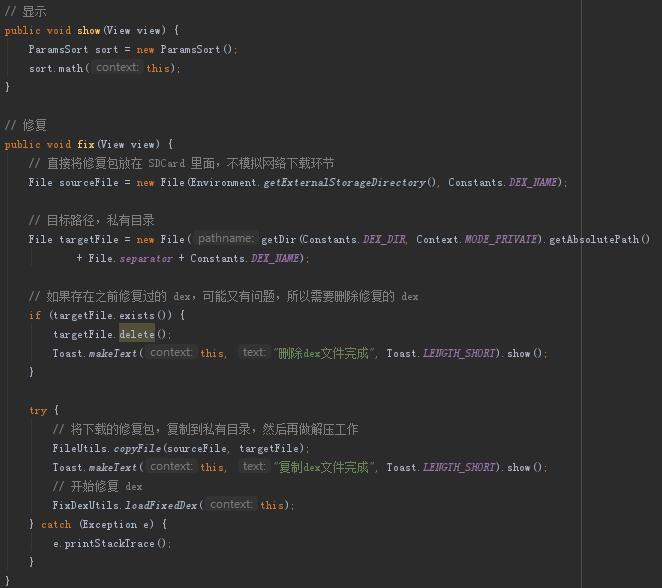 // 显示
public void show(View view) {
    ParamsSort sort = new ParamsSort();
    sort.math( context: this);
}

// 修复
public void fix(View view) {
    // 直接将修复包放在 SDCard 里面，不模拟网络下载环节
    File sourceFile = new File(Environment.getExternalStorageDirectory(), Constants.DEX_NAME);

    // 目标路径，私有目录
    File targetFile = new File( pathname: getDir(Constants.DEX_DIR, Context.MODE_PRIVATE).getAbsolutePath()
            + File.separator + Constants.DEX_NAME);

    // 如果存在之前修复过的 dex，可能又有问题，所以需要删除修复的 dex
    if (targetFile.exists()) {
        targetFile.delete();
        Toast.makeText( context: this, text: "删除dex文件完成", Toast.LENGTH_SHORT).show();
    }

    try {
        // 将下载的修复包，复制到私有目录，然后再做解压工作
        FileUtils.copyFile(sourceFile, targetFile);
        Toast.makeText( context: this, text: "复制dex文件完成", Toast.LENGTH_SHORT).show();
        // 开始修复 dex
        FixDexUtils.loadFixedDex( context: this);
    } catch (Exception e) {
        e.printStackTrace();
    }
}